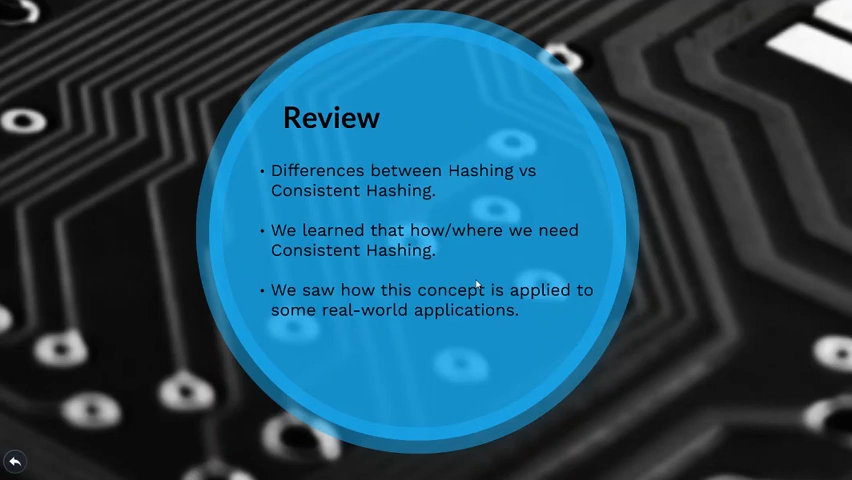 Review
• Differences between Hashing vs
Consistent Hashing.
• We learned that how/where we need
Consistent Hashing.
• We saw how this concept is applied to
some real-world applications.